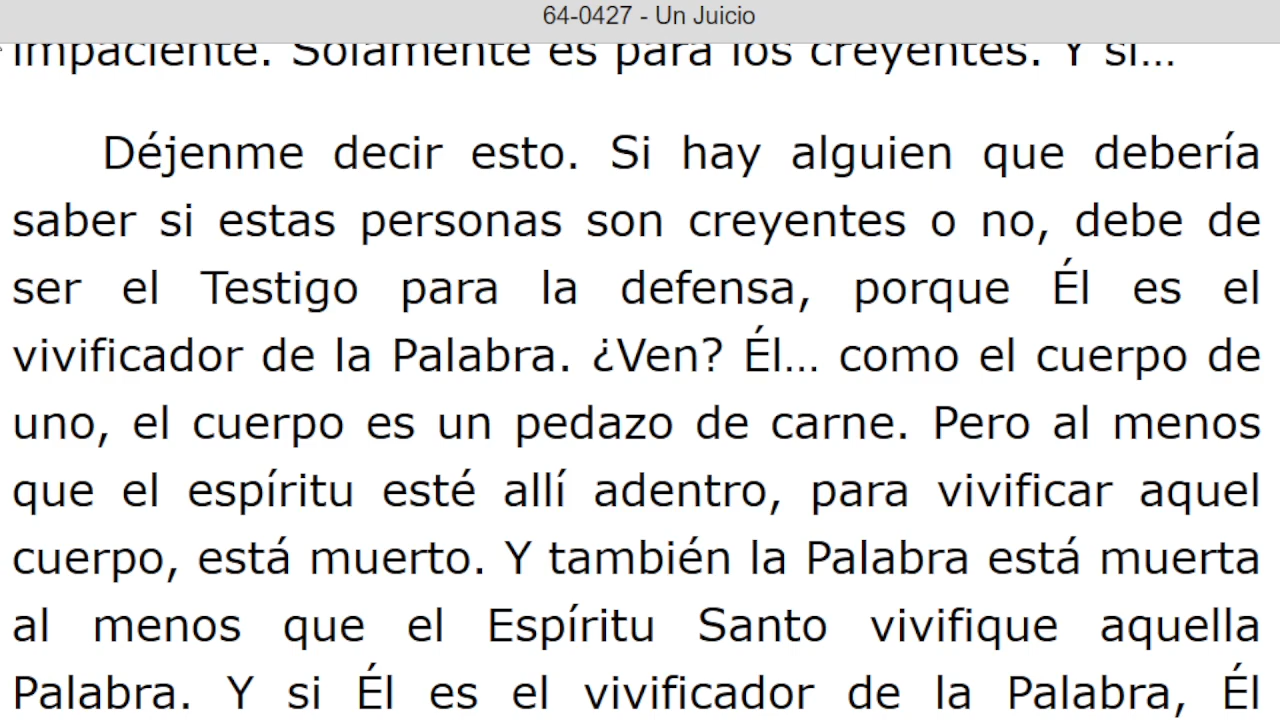 64-0427 - Un Juicio
impaciente. Solamente es para los creyentes. Y si...
Déjenme decir esto. Si hay alguien que debería
saber si estas personas son creyentes o no, debe de
ser el Testigo para la defensa, porque Él es el
vivificador de la Palabra. ¿Ven? Él... como el cuerpo de
uno, el cuerpo es un pedazo de carne. Pero al menos
que el espíritu esté allí adentro, para vivificar aquel
cuerpo, está muerto. Y también la Palabra está muerta
al menos que el Espíritu Santo vivifique aquella
Palabra. Y si Él es el vivificador de la Palabra, Él